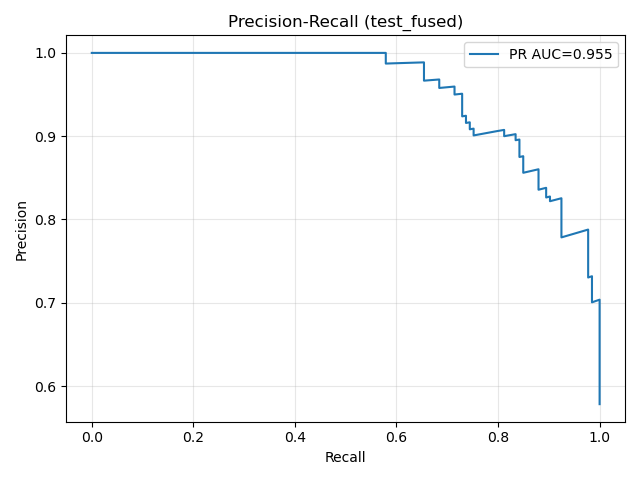 Precision-Recall (test_fused)
PR AUC=0.955
1.0
0.9
0.8
0.7
0.6
Precision
0.0 0.2 0.4 0.6 0.8 1.0
Recall